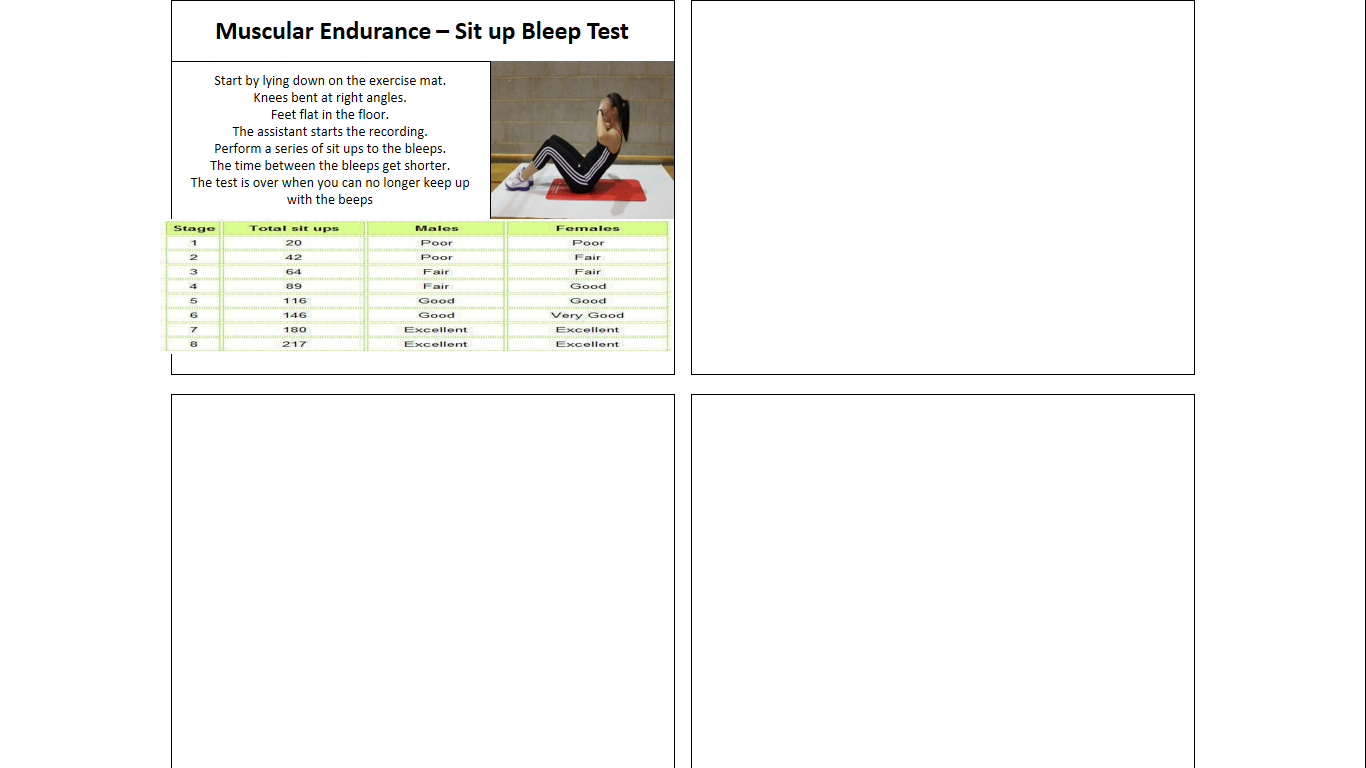 Muscular Endurance – Sit up Bleep Test
Start by lying down on the exercise mat.
Knees bent at right angles.
Feet flat in the floor.
The assistant starts the recording.
Perform a series of sit ups to the bleeps.
The time between the bleeps get shorter.
The test is over when you can no longer keep up
with the beeps
Stage Total sit ups Males Females
1 20 Poor Poor
2 42 Poor Fair
3 64 Fair Fair
4 89 Fair Good
5 116 Good Good
6 146 Good Very Good
7 180 Excellent Excellent
8 217 Excellent Excellent